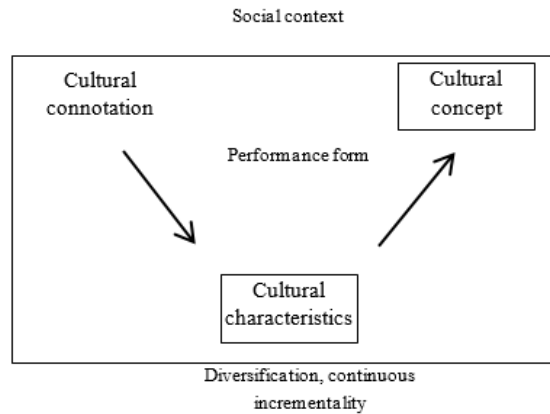 Social context
Cultural
connotation
Cultural
concept
Performance form
Cultural
characteristics
Diversification, continuous
incrementality